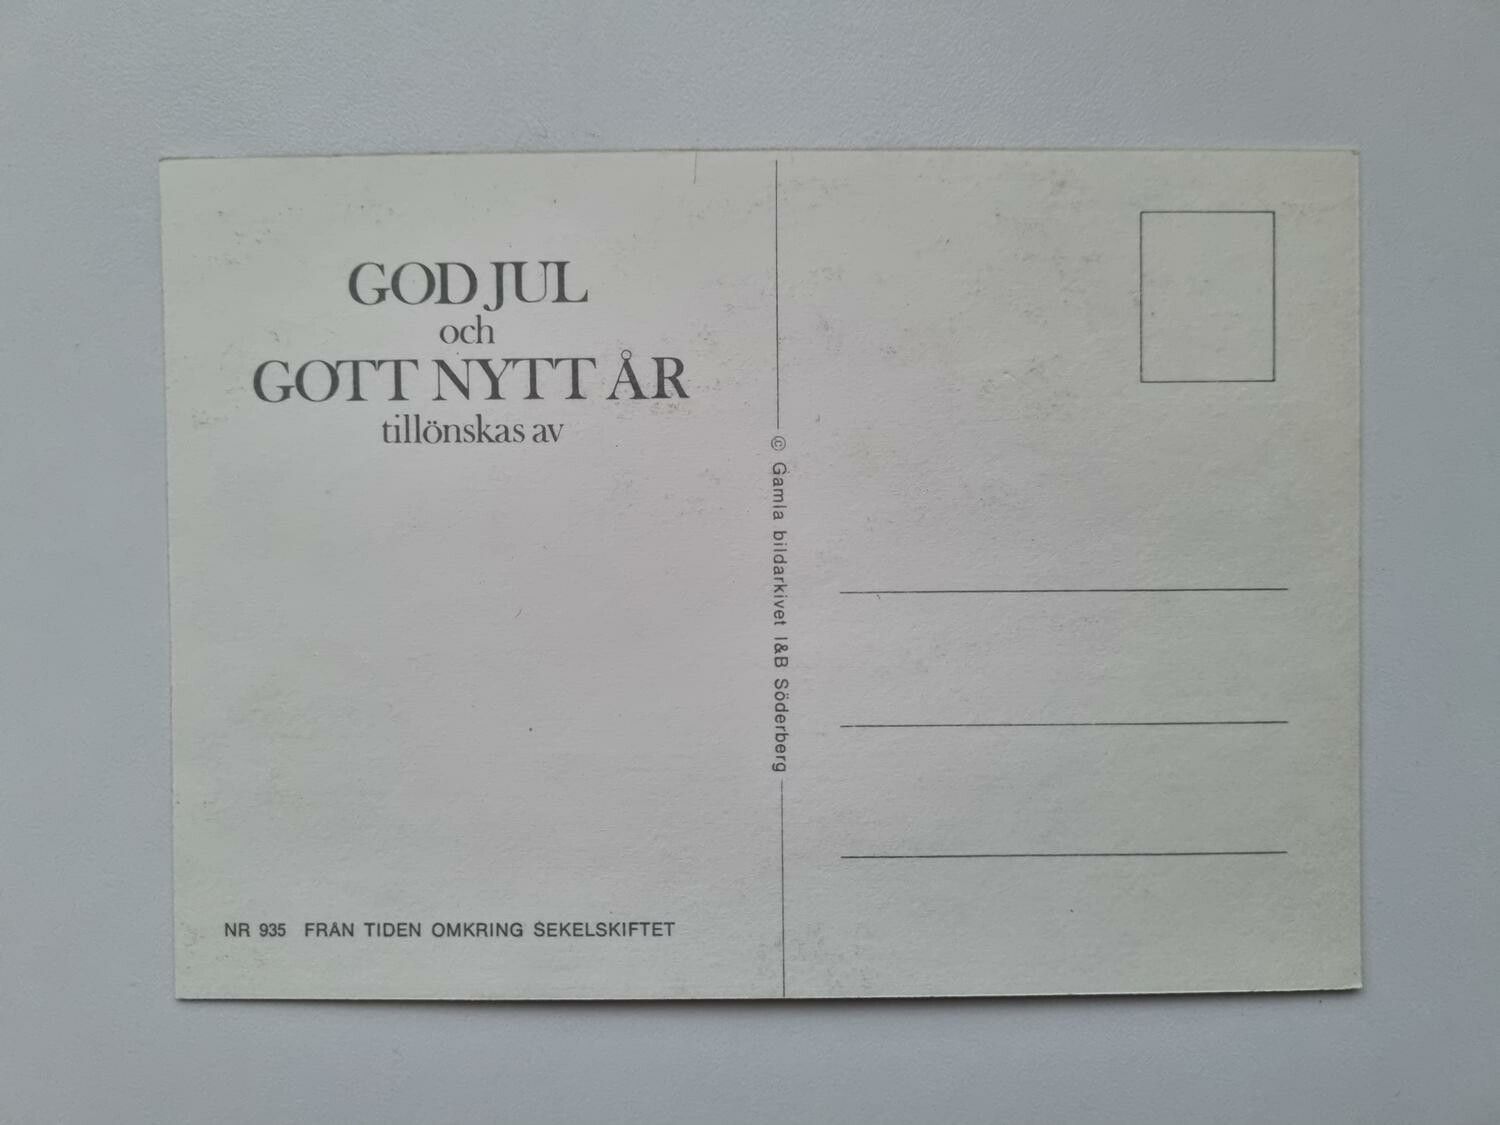 GOD JUL
och
GOTT NYTT ÅR
tillönskas av
© Gamla bildarkivet I&B Söderberg
NR 935 FRÅN TIDEN OMKRING SEKELSKIFTET